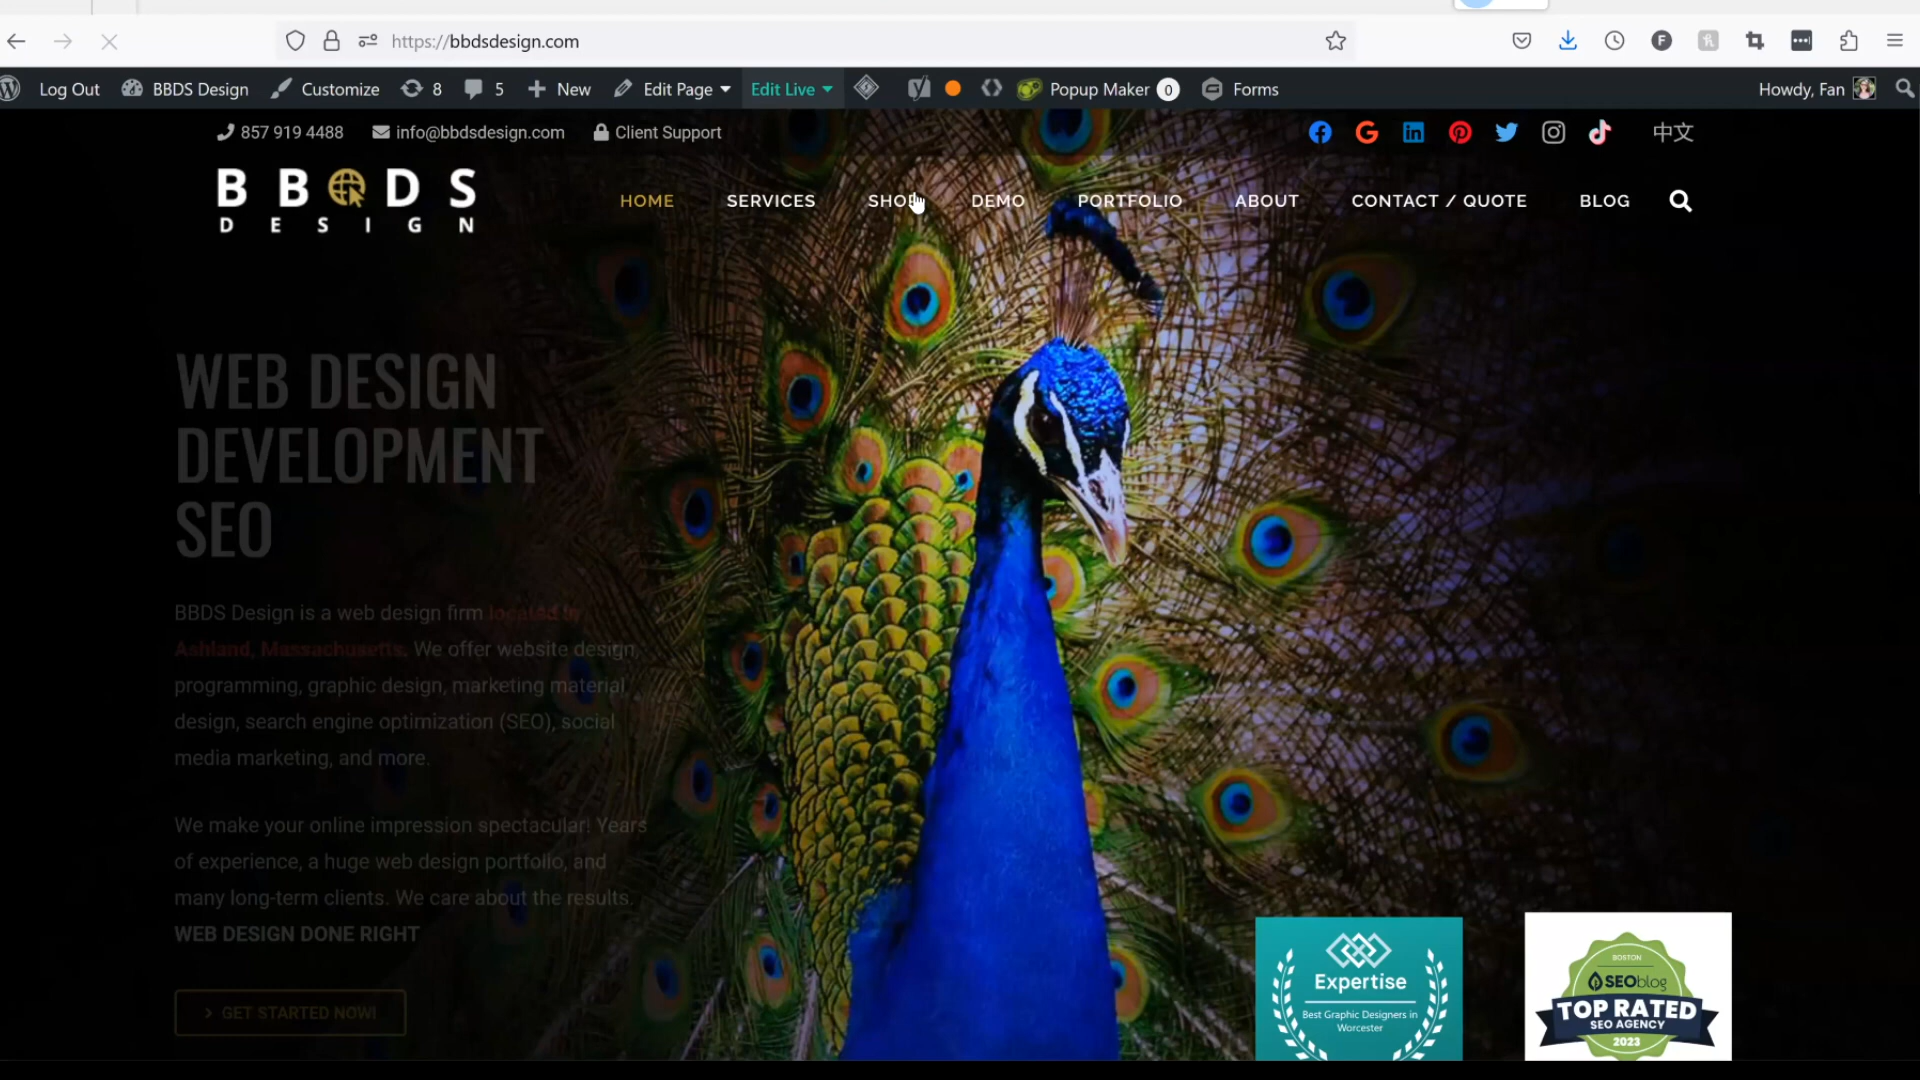 https://bbdsdesign.com
Log Out BBDS Design Customize 8 5 New Edit Page Edit Live Popup Maker 0 Forms Howdy, Fan
857 919 4488 info@bbdsdesign.com Client Support 中文
BBDS
DESIGN
HOME SERVICES SHOP DEMO PORTFOLIO ABOUT CONTACT / QUOTE BLOG
WEB DESIGN
DEVELOPMENT
SEO
BBDS Design is a web design firm located in
Ashland, Massachusetts. We offer website design,
programming, graphic design, marketing material
design, search engine optimization (SEO), social
media marketing, and more.
We make your online impression spectacular! Years
of experience, a huge web design portfolio, and
many long-term clients. We care about the results.
WEB DESIGN DONE RIGHT
> GET STARTED NOW!
Expertise
Best Graphic Designers in
Worcester
BOSTON
SEOblog
TOP RATED
SEO AGENCY
2023